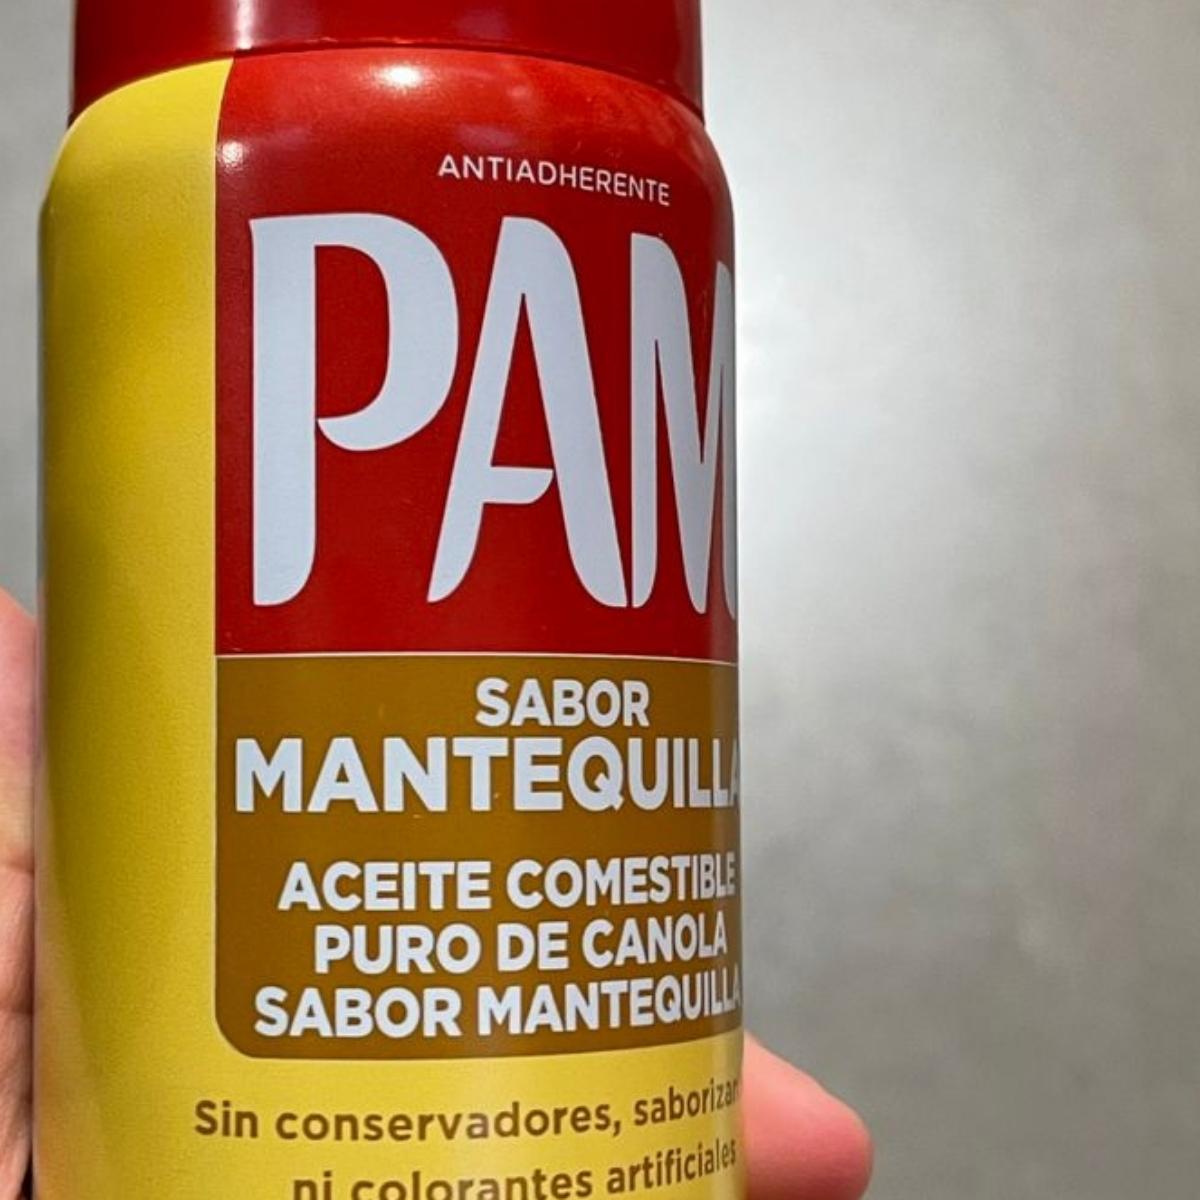 ANTIADHERENTE
PAM
SABOR
MANTEQUILLA
ACEITE COMESTIBLE
PURO DE CANOLA
SABOR MANTEQUILLA
Sin conservadores,
ni colorantes artificiales